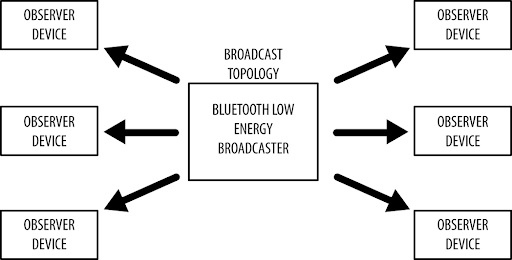 OBSERVER
DEVICE
OBSERVER
DEVICE
BROADCAST
TOPOLOGY
OBSERVER
DEVICE
BLUETOOTH LOW
ENERGY
BROADCASTER
OBSERVER
DEVICE
OBSERVER
DEVICE
OBSERVER
DEVICE